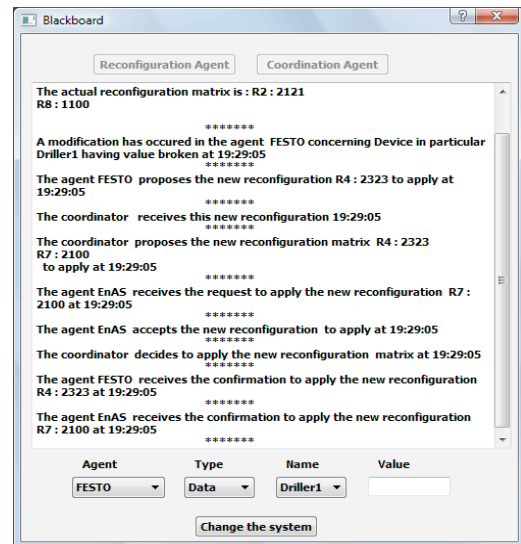 Blackboard
?
X
Reconfiguration Agent
Coordination Agent
The actual reconfiguration matrix is : R2 : 2121
R8 : 1100
*******
A modification has occured in the agent FESTO concerning Device in particular
Driller1 having value broken at 19:29:05
*******
The agent FESTO proposes the new reconfiguration R4 : 2323 to apply at
19:29:05
*******
The coordinator receives this new reconfiguration 19:29:05
*******
The coordinator proposes the new reconfiguration matrix R4 : 2323
R7 : 2100
to apply at 19:29:05
*******
The agent EnAS receives the request to apply the new reconfiguration R7 :
2100 at 19:29:05
*******
The agent EnAS accepts the new reconfiguration to apply at 19:29:05
*******
The coordinator decides to apply the new reconfiguration matrix at 19:29:05
*******
The agent FESTO receives the confirmation to apply the new reconfiguration
R4 : 2323 at 19:29:05
*******
The agent EnAS receives the confirmation to apply the new reconfiguration
R7 : 2100 at 19:29:05
*******
Agent Type Name Value
FESTO Data Driller1
Change the system